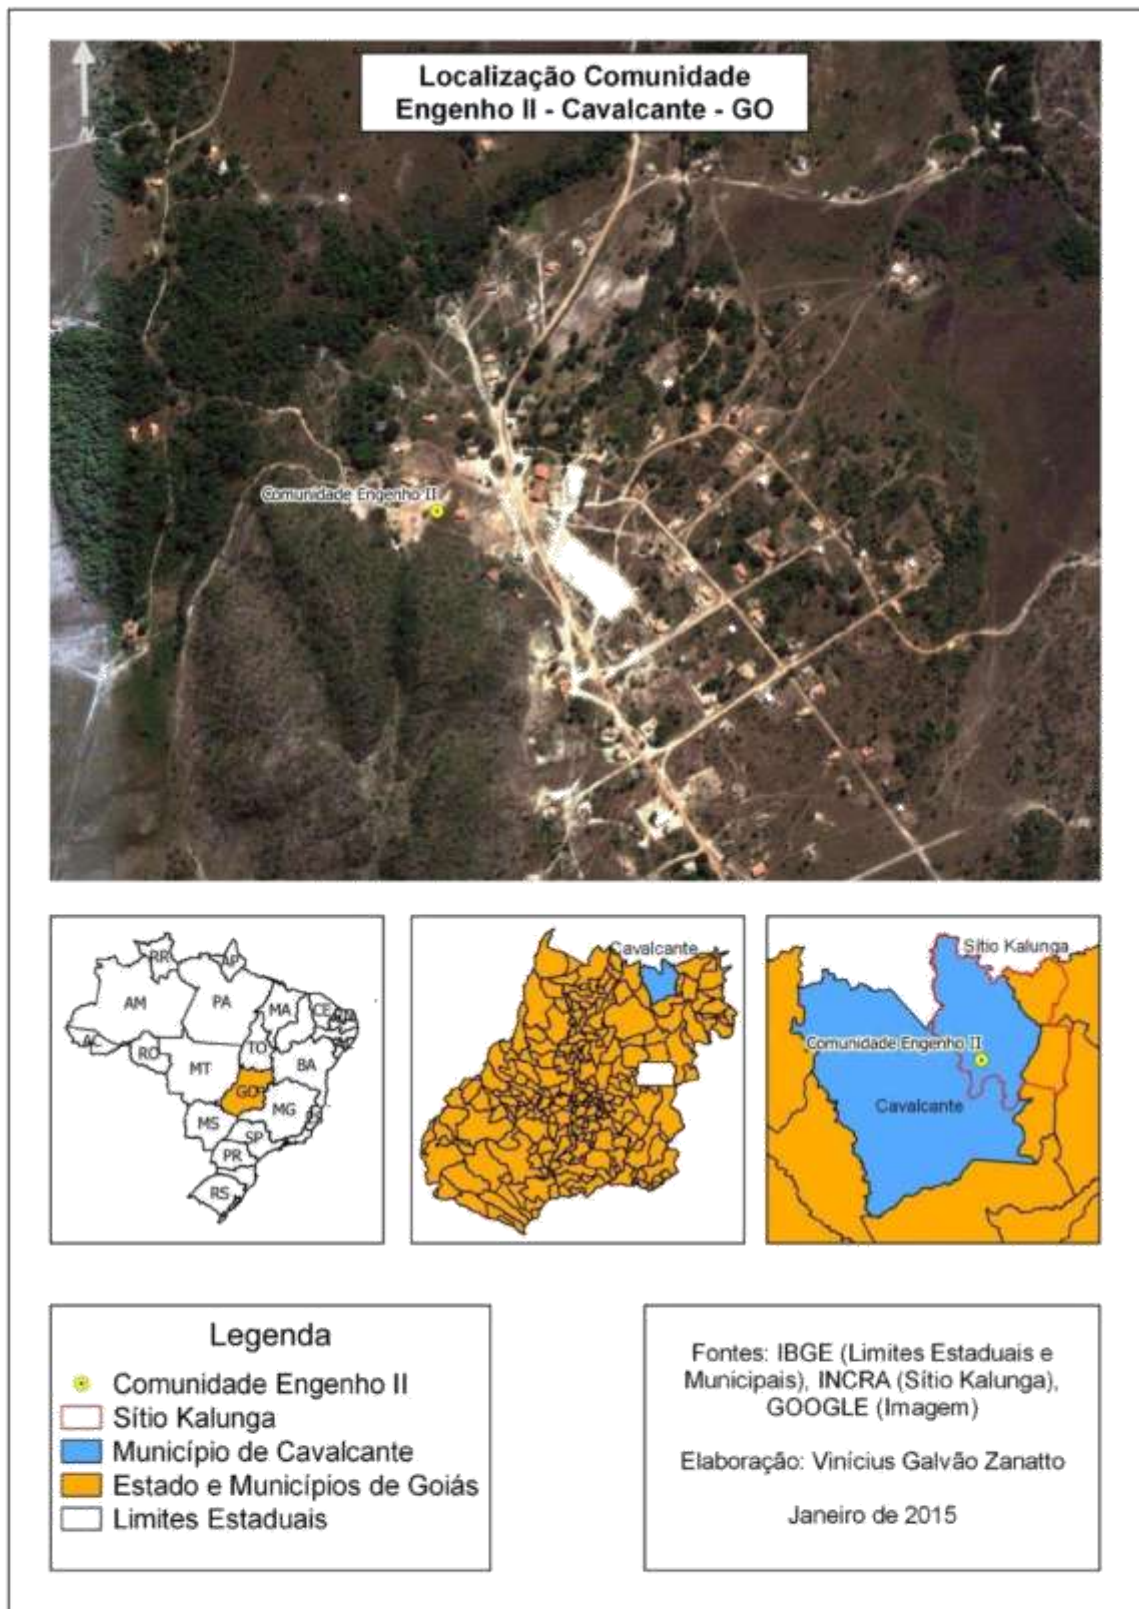 Localização Comunidade
Engenho II - Cavalcante - GO
N
Comunidade Engenho II
RR
AP
AM
PA
MA
CE
AC
RO
TO
MT
BA
GO
MG
MS
ES
SP
PR
RS
Cavalcante
Sítio Kalunga
Comunidade Engenho II
Cavalcante
Legenda
Comunidade Engenho II
Sítio Kalunga
Município de Cavalcante
Estado e Municípios de Goiás
Limites Estaduais
Fontes: IBGE (Limites Estaduais e
Municipais), INCRA (Sítio Kalunga),
GOOGLE (Imagem)
Elaboração: Vinícius Galvão Zanatto
Janeiro de 2015